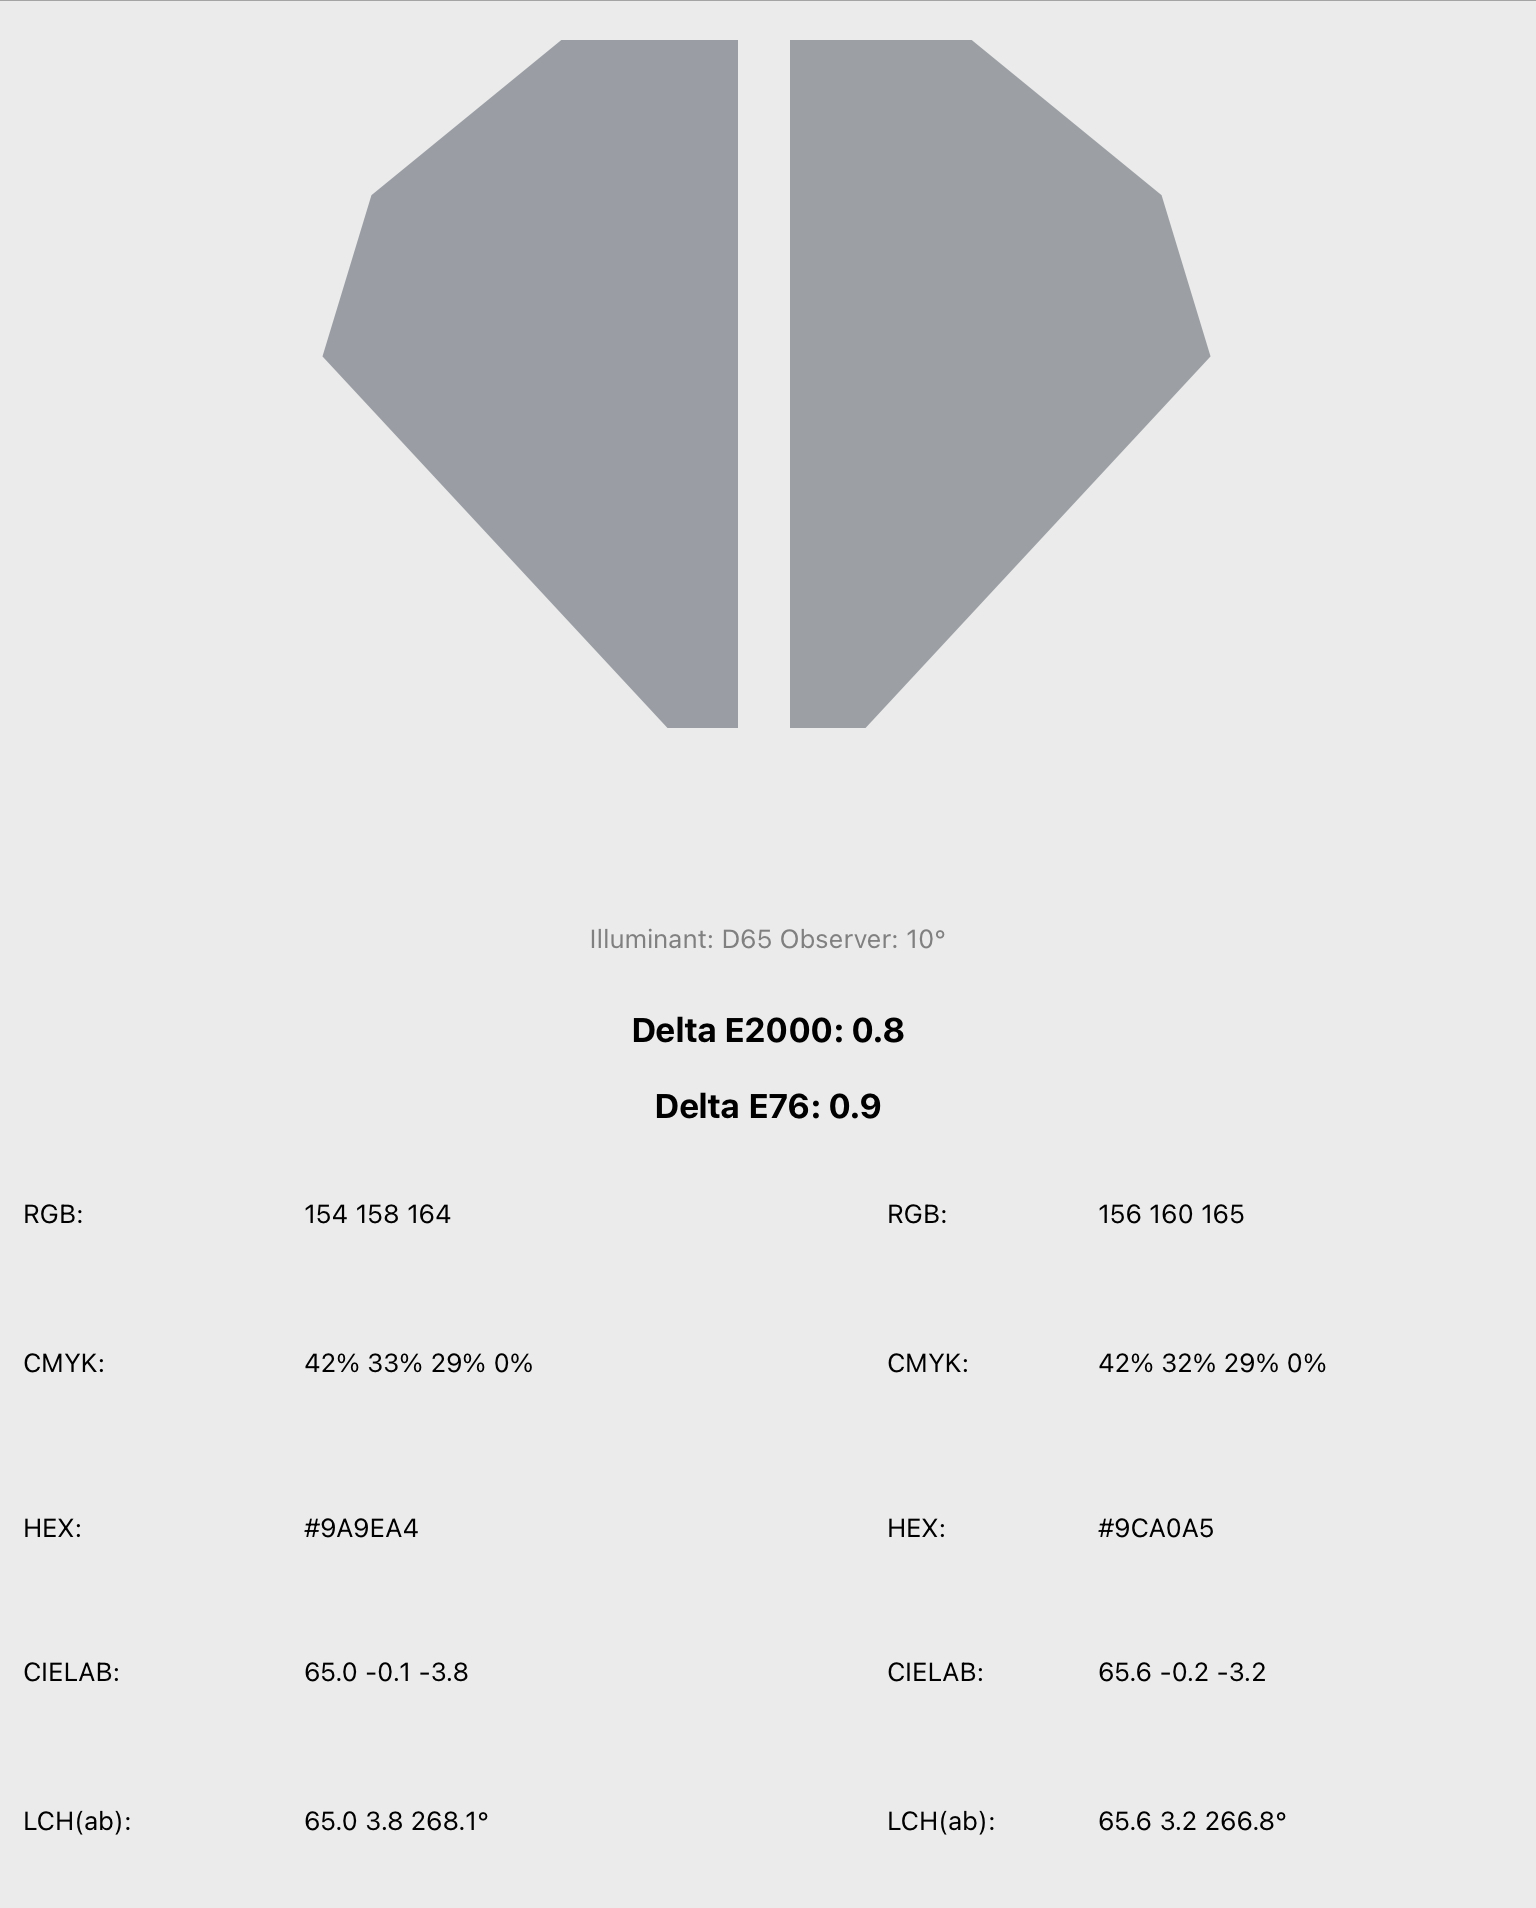 Illuminant: D65 Observer: 10°
Delta E2000: 0.8
Delta E76: 0.9
RGB: 154 158 164 RGB: 156 160 165
CMYK: 42% 33% 29% 0% CMYK: 42% 32% 29% 0%
HEX: #9A9EA4 HEX: #9CA0A5
CIELAB: 65.0 -0.1 -3.8 CIELAB: 65.6 -0.2 -3.2
LCH(ab): 65.0 3.8 268.1° LCH(ab): 65.6 3.2 266.8°